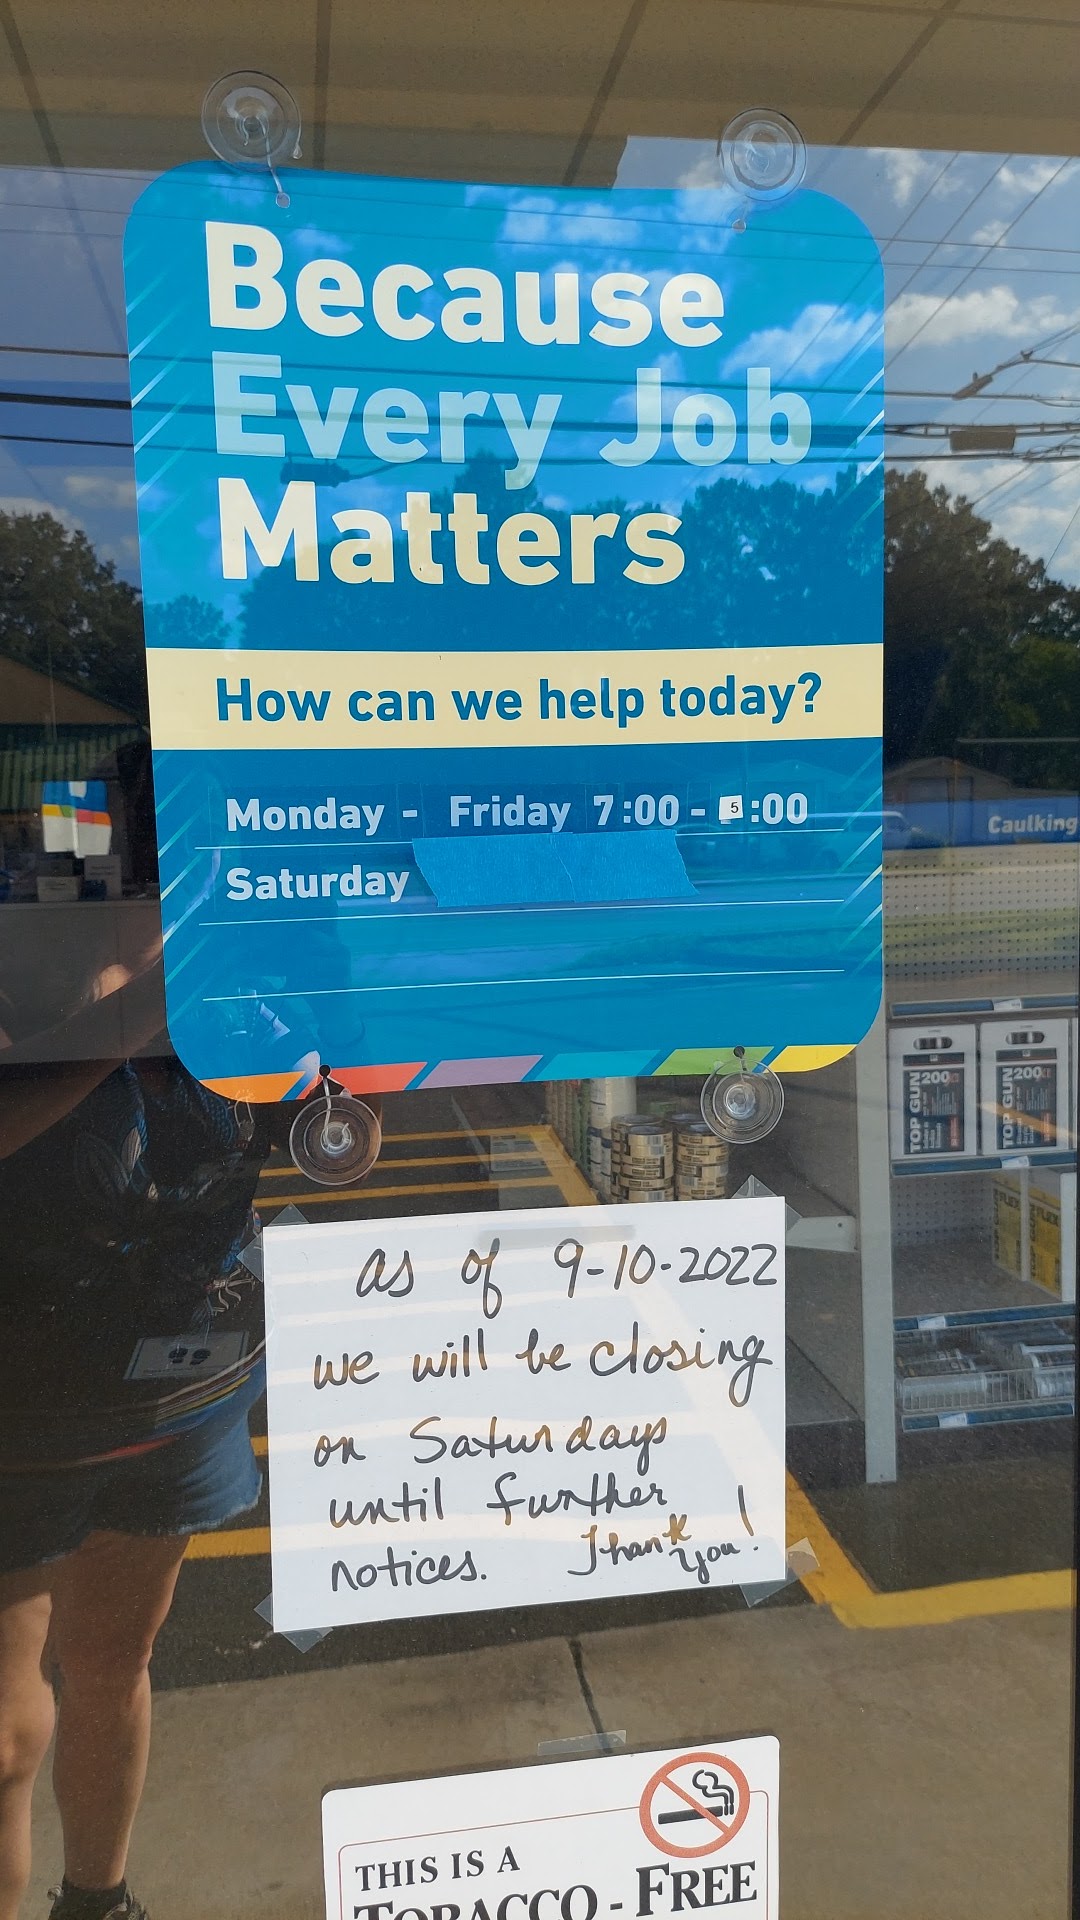 Because
Every Job
Matters
How can we help today?
Monday - Friday 7:00 - 5:00
Saturday
Caulking
TOP GUN 200
TOP GUN 200
FLEX
as of 9-10-2022
we will be closing
on Saturdays
until further
notices. Thank you!
THIS IS A
TOBACCO - FREE